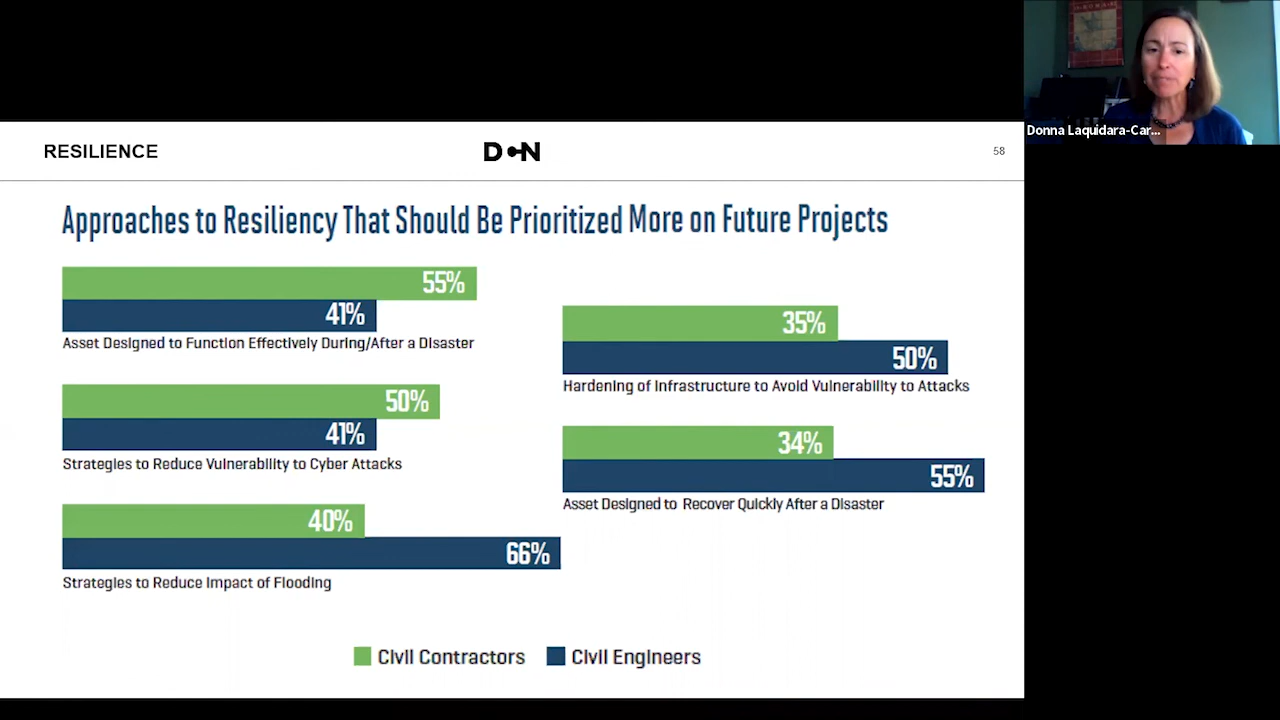 RESILIENCE
D N
58
Approaches to Resiliency That Should Be Prioritized More on Future Projects
55%
41%
Asset Designed to Function Effectively During/After a Disaster
50%
41%
Strategies to Reduce Vulnerability to Cyber Attacks
40%
66%
Strategies to Reduce Impact of Flooding
35%
50%
Hardening of Infrastructure to Avoid Vulnerability to Attacks
34%
55%
Asset Designed to Recover Quickly After a Disaster
Civil Contractors
Civil Engineers
Donna Laquidara-Car...